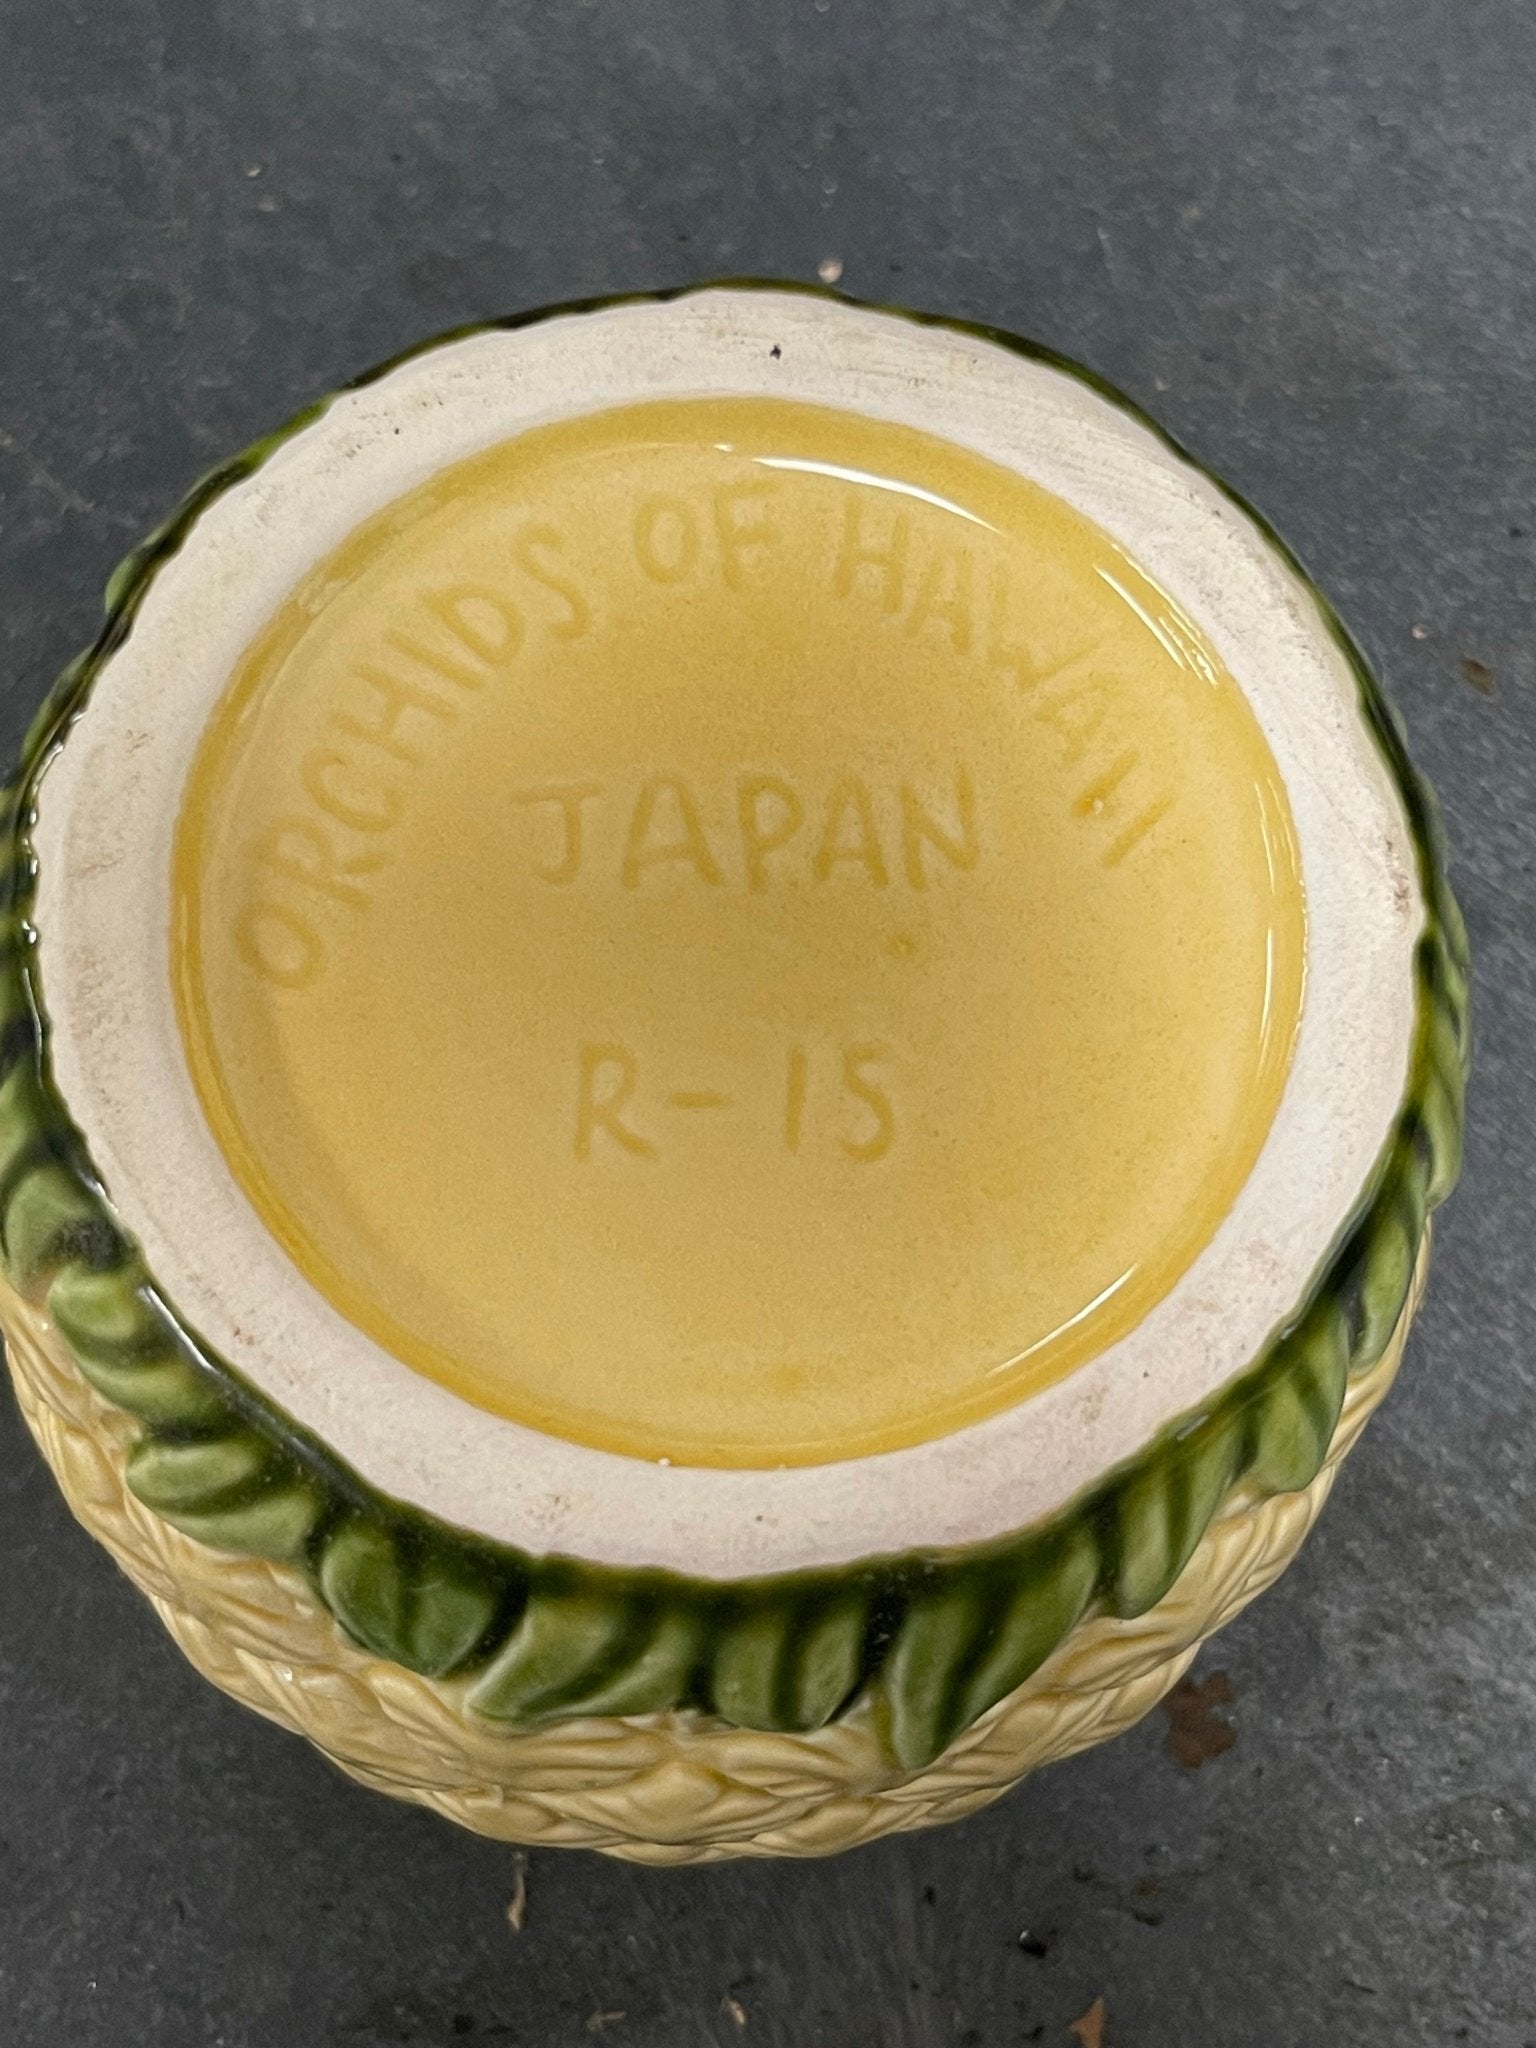 ORCHIDS OF HAWAII
JAPAN
R-15